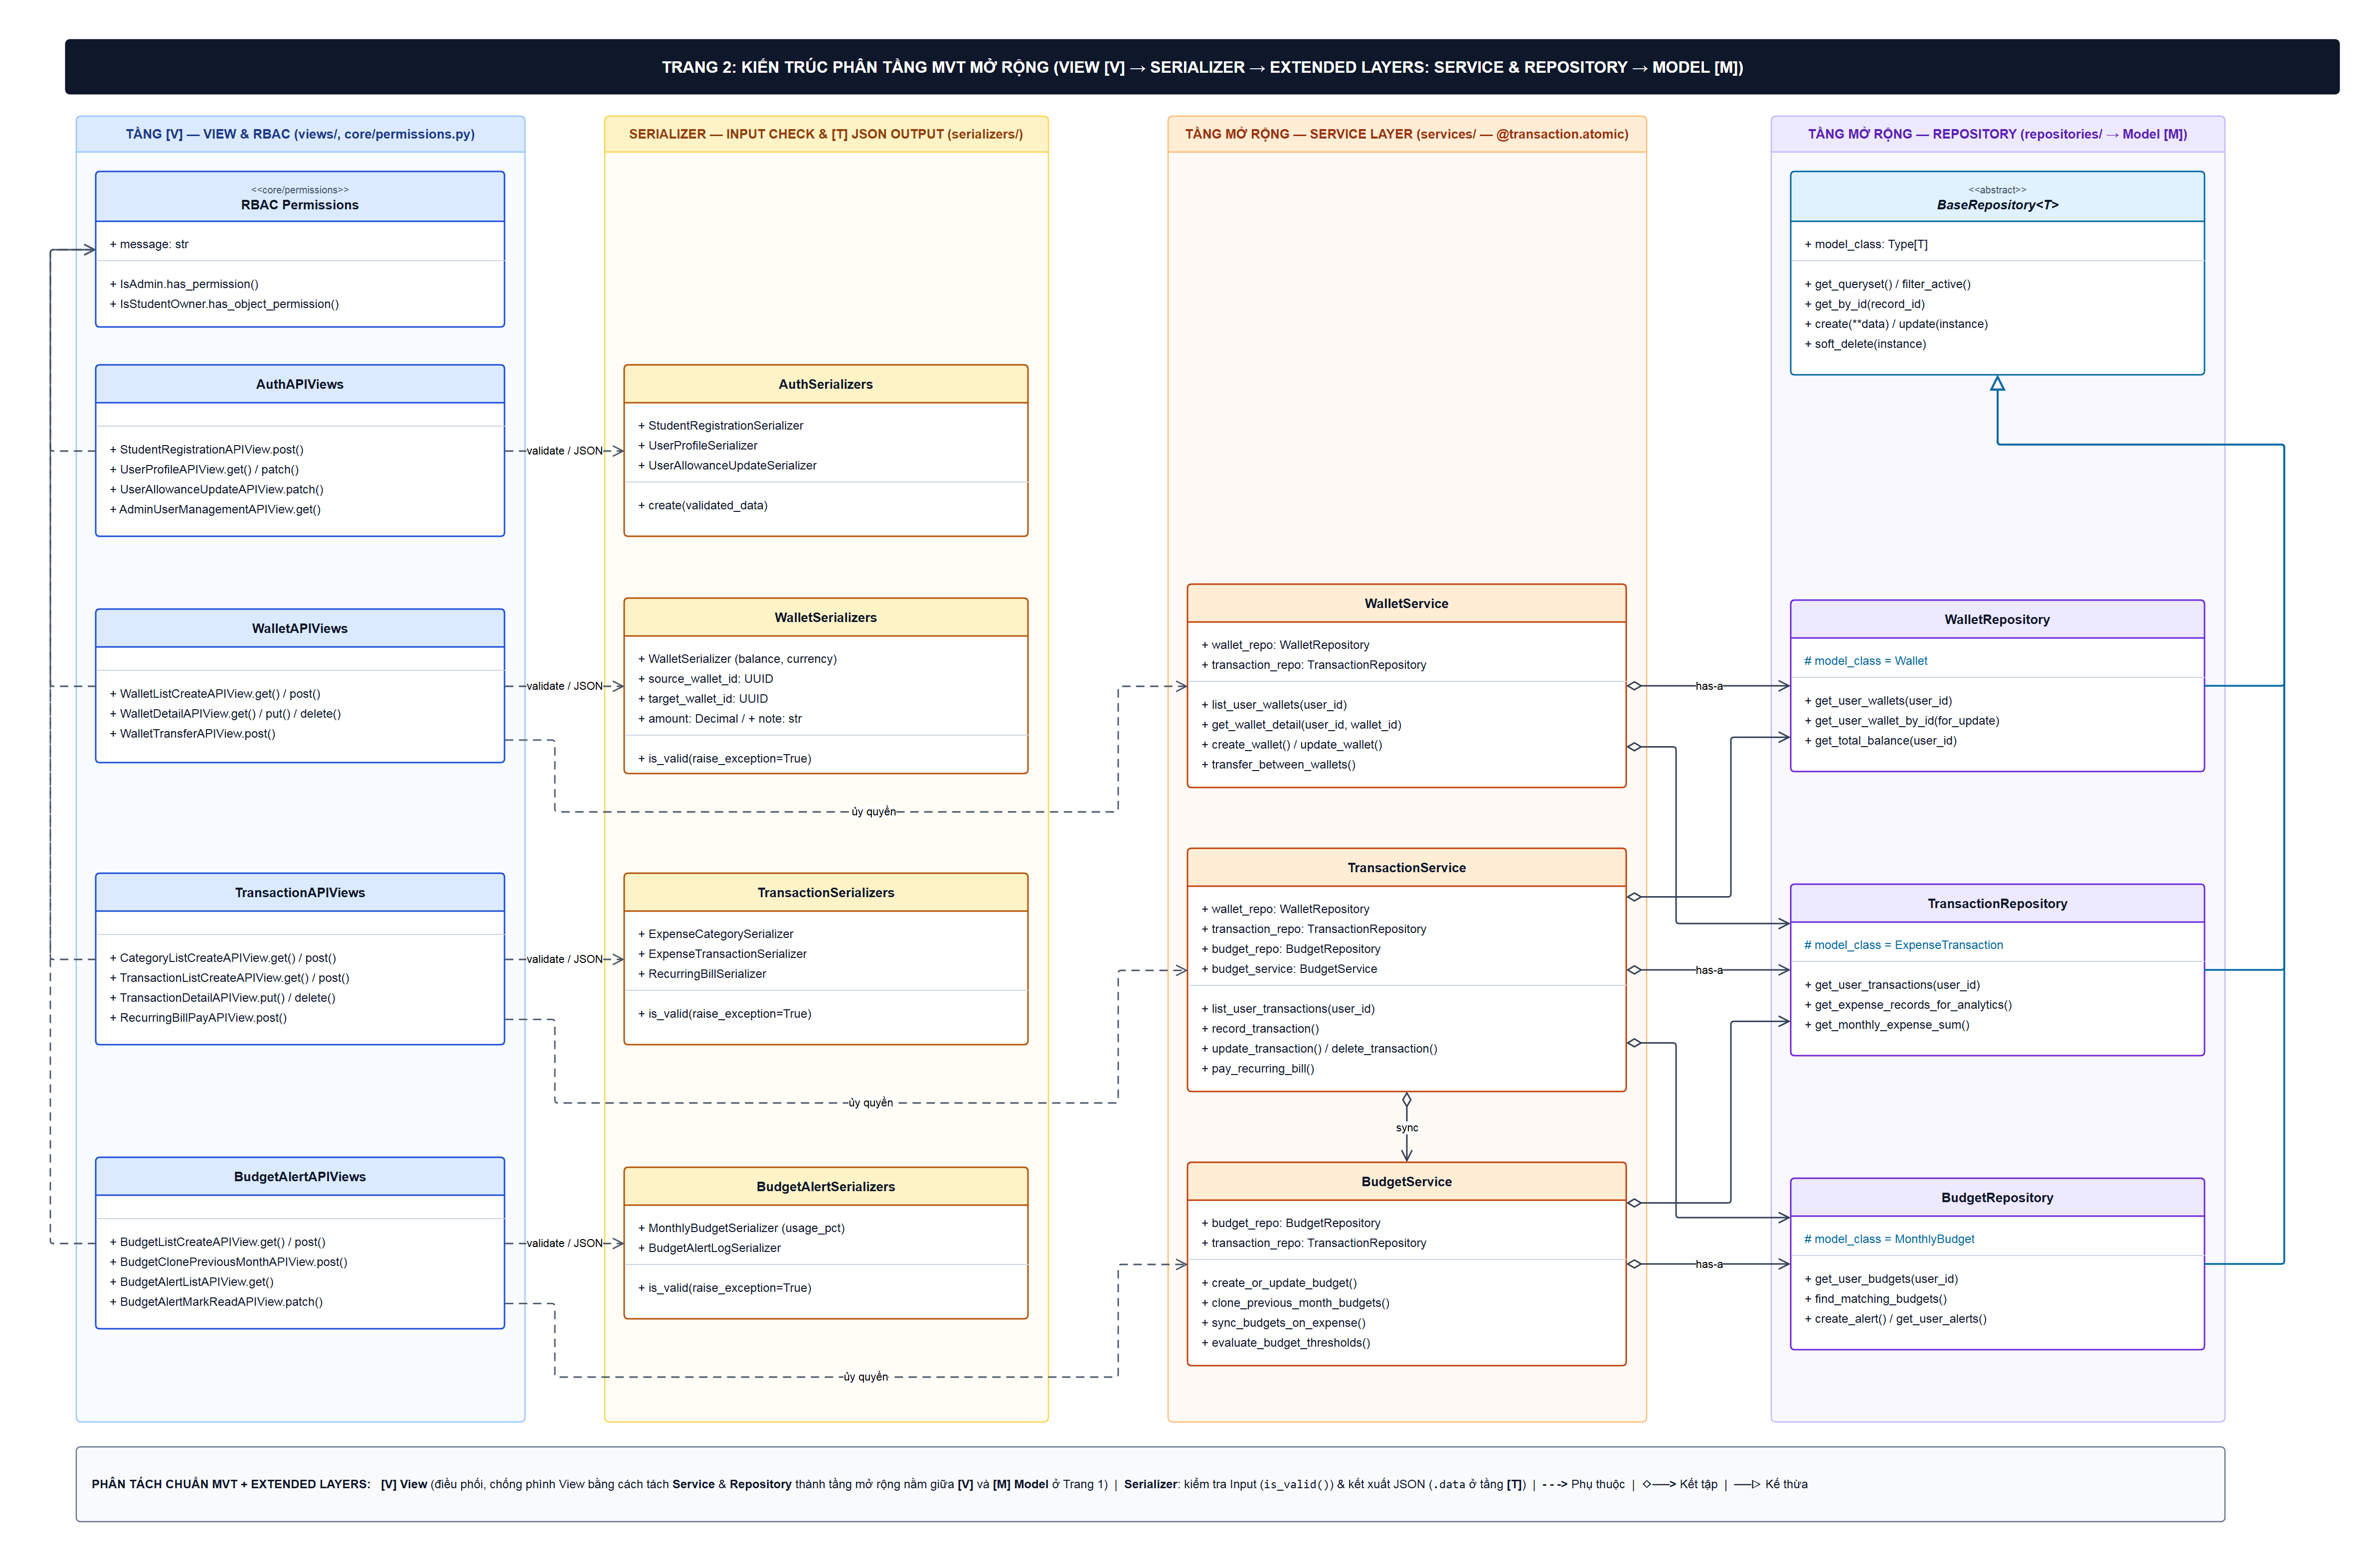 TRANG 2: KIẾN TRÚC PHÂN TẦNG MVT MỞ RỘNG (VIEW [V] → SERIALIZER → EXTENDED LAYERS: SERVICE & REPOSITORY → MODEL [M])
TẦNG [V] — VIEW & RBAC (views/, core/permissions.py)
<<core/permissions>>
RBAC Permissions
+ message: str
+ IsAdmin.has_permission()
+ IsStudentOwner.has_object_permission()
AuthAPIViews
+ StudentRegistrationAPIView.post()
+ UserProfileAPIView.get() / patch()
+ UserAllowanceUpdateAPIView.patch()
+ AdminUserManagementAPIView.get()
WalletAPIViews
+ WalletListCreateAPIView.get() / post()
+ WalletDetailAPIView.get() / put() / delete()
+ WalletTransferAPIView.post()
TransactionAPIViews
+ CategoryListCreateAPIView.get() / post()
+ TransactionListCreateAPIView.get() / post()
+ TransactionDetailAPIView.put() / delete()
+ RecurringBillPayAPIView.post()
BudgetAlertAPIViews
+ BudgetListCreateAPIView.get() / post()
+ BudgetClonePreviousMonthAPIView.post()
+ BudgetAlertListAPIView.get()
+ BudgetAlertMarkReadAPIView.patch()
validate / JSON
validate / JSON
validate / JSON
validate / JSON
SERIALIZER — INPUT CHECK & [T] JSON OUTPUT (serializers/)
AuthSerializers
+ StudentRegistrationSerializer
+ UserProfileSerializer
+ UserAllowanceUpdateSerializer
+ create(validated_data)
WalletSerializers
+ WalletSerializer (balance, currency)
+ source_wallet_id: UUID
+ target_wallet_id: UUID
+ amount: Decimal / + note: str
+ is_valid(raise_exception=True)
ủy quyền
TransactionSerializers
+ ExpenseCategorySerializer
+ ExpenseTransactionSerializer
+ RecurringBillSerializer
+ is_valid(raise_exception=True)
ủy quyền
BudgetAlertSerializers
+ MonthlyBudgetSerializer (usage_pct)
+ BudgetAlertLogSerializer
+ is_valid(raise_exception=True)
ủy quyền
TẦNG MỞ RỘNG — SERVICE LAYER (services/ — @transaction.atomic)
WalletService
+ wallet_repo: WalletRepository
+ transaction_repo: TransactionRepository
+ list_user_wallets(user_id)
+ get_wallet_detail(user_id, wallet_id)
+ create_wallet() / update_wallet()
+ transfer_between_wallets()
TransactionService
+ wallet_repo: WalletRepository
+ transaction_repo: TransactionRepository
+ budget_repo: BudgetRepository
+ budget_service: BudgetService
+ list_user_transactions(user_id)
+ record_transaction()
+ update_transaction() / delete_transaction()
+ pay_recurring_bill()
sync
BudgetService
+ budget_repo: BudgetRepository
+ transaction_repo: TransactionRepository
+ create_or_update_budget()
+ clone_previous_month_budgets()
+ sync_budgets_on_expense()
+ evaluate_budget_thresholds()
has-a
has-a
has-a
TẦNG MỞ RỘNG — REPOSITORY (repositories/ → Model [M])
<<abstract>>
BaseRepository<T>
+ model_class: Type[T]
+ get_queryset() / filter_active()
+ get_by_id(record_id)
+ create(**data) / update(instance)
+ soft_delete(instance)
WalletRepository
# model_class = Wallet
+ get_user_wallets(user_id)
+ get_user_wallet_by_id(for_update)
+ get_total_balance(user_id)
TransactionRepository
# model_class = ExpenseTransaction
+ get_user_transactions(user_id)
+ get_expense_records_for_analytics()
+ get_monthly_expense_sum()
BudgetRepository
# model_class = MonthlyBudget
+ get_user_budgets(user_id)
+ find_matching_budgets()
+ create_alert() / get_user_alerts()
PHÂN TÁCH CHUẨN MVT + EXTENDED LAYERS: [V] View (điều phối, chống phình View bằng cách tách Service & Repository thành tầng mở rộng nằm giữa [V] và [M] Model ở Trang 1) | Serializer: kiểm tra Input (is_valid()) & kết xuất JSON (.data ở tầng [T]) | ---> Phụ thuộc | ◇──> Kết tập | ──▷ Kế thừa